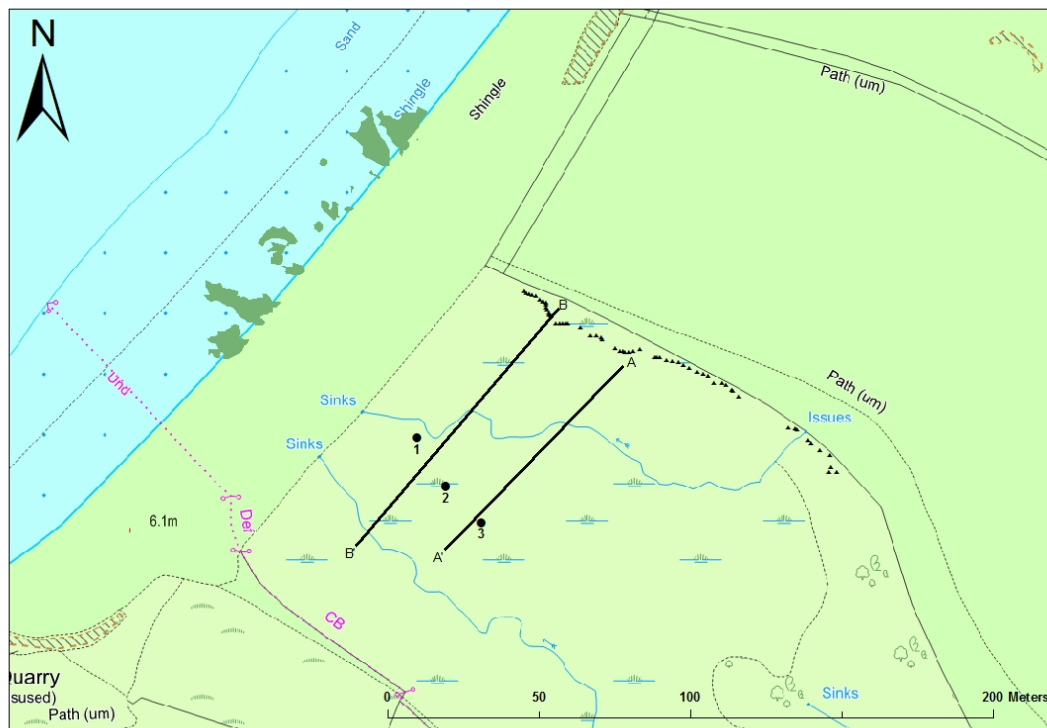 N
Sand
Shingle
Shingle
Path (um)
B
A
Path (um)
Und
Sinks
Issues
Sinks
1
2
3
6.1m
Def
B'
A'
CB
Quarry
sused)
Path (um)
Sinks
0 50 100 200 Meters